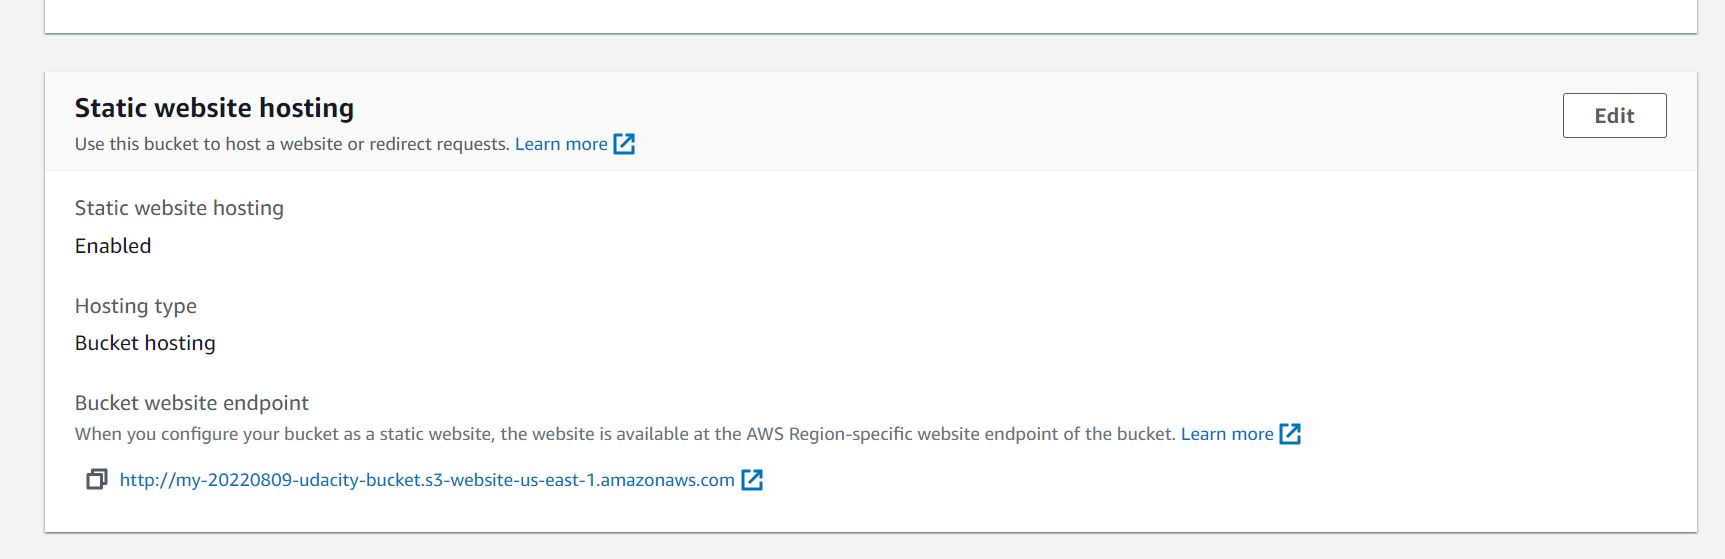 Static website hosting
Edit
Use this bucket to host a website or redirect requests. Learn more
Static website hosting
Enabled
Hosting type
Bucket hosting
Bucket website endpoint
When you configure your bucket as a static website, the website is available at the AWS Region-specific website endpoint of the bucket. Learn more
http://my-20220809-udacity-bucket.s3-website-us-east-1.amazonaws.com